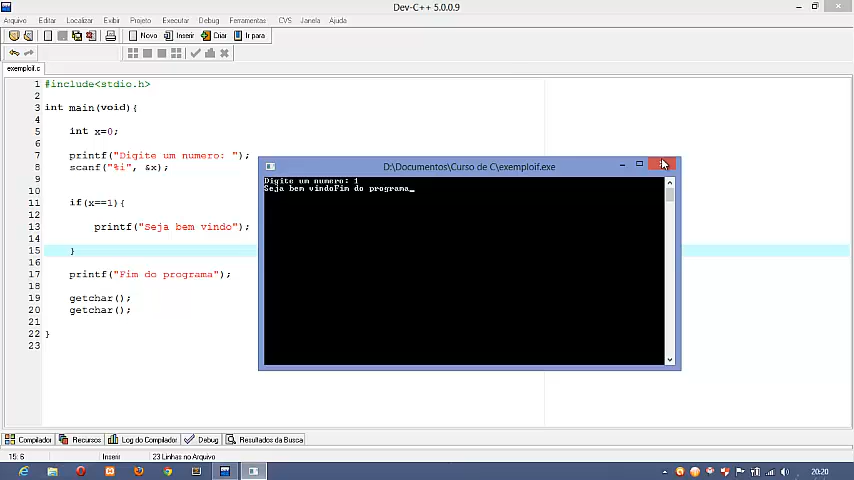 Dev-C++ 5.0.0.9
Arquivo Editar Localizar Exibir Projeto Executar Debug Ferramentas CVS Janela Ajuda
Novo Inserir Criar Ir para
exemploif.c
1 #include<stdio.h>
2
3 int main(void){
4
5 int x=0;
6
7 printf("Digite um numero: ");
8 scanf("%i", &x);
9
10
11 if(x==1){
12
13 printf("Seja bem vindo");
14
15 }
16
17 printf("Fim do programa");
18
19 getchar();
20 getchar();
21
22 }
23
D:\Documentos\Curso de C\exemploif.exe
Digite um numero: 1
Seja bem vindoFim do programa_
Compilador Recursos Log do Compilador Debug Resultados da Busca
15: 6 Inserir 23 Linhas no Arquivo
20:20